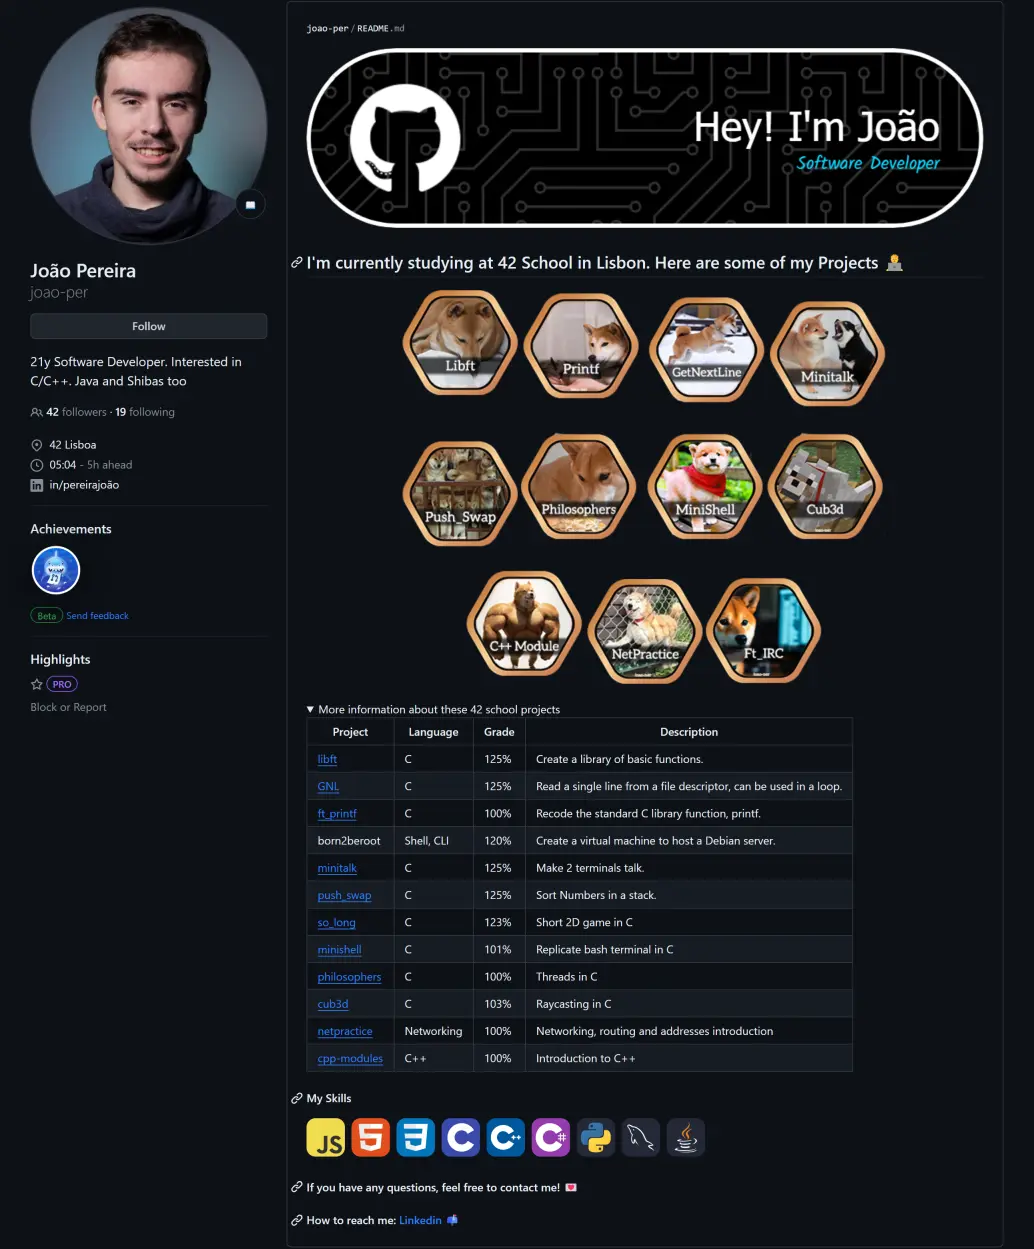 João Pereira
joao-per
Follow
21y Software Developer. Interested in
C/C++. Java and Shibas too
42 followers · 19 following
42 Lisboa
05:04 - 5h ahead
in/pereirajoão
Achievements
Beta Send feedback
Highlights
PRO
Block or Report
joao-per/README.md
Hey! I'm João
Software Developer
I'm currently studying at 42 School in Lisbon. Here are some of my Projects
Libft Printf GetNextLine Minitalk
Push_Swap Philosophers MiniShell Cub3d
C++ Module NetPractice Ft_IRC
More information about these 42 school projects
Project Language Grade Description
libft C 125% Create a library of basic functions.
GNL C 125% Read a single line from a file descriptor, can be used in a loop.
ft_printf C 100% Recode the standard C library function, printf.
born2beroot Shell, CLI 120% Create a virtual machine to host a Debian server.
minitalk C 125% Make 2 terminals talk.
push_swap C 125% Sort Numbers in a stack.
so_long C 123% Short 2D game in C
minishell C 101% Replicate bash terminal in C
philosophers C 100% Threads in C
cub3d C 103% Raycasting in C
netpractice Networking 100% Networking, routing and addresses introduction
cpp-modules C++ 100% Introduction to C++
My Skills
JS 5 3 C C++ C#
If you have any questions, feel free to contact me!
How to reach me: Linkedin